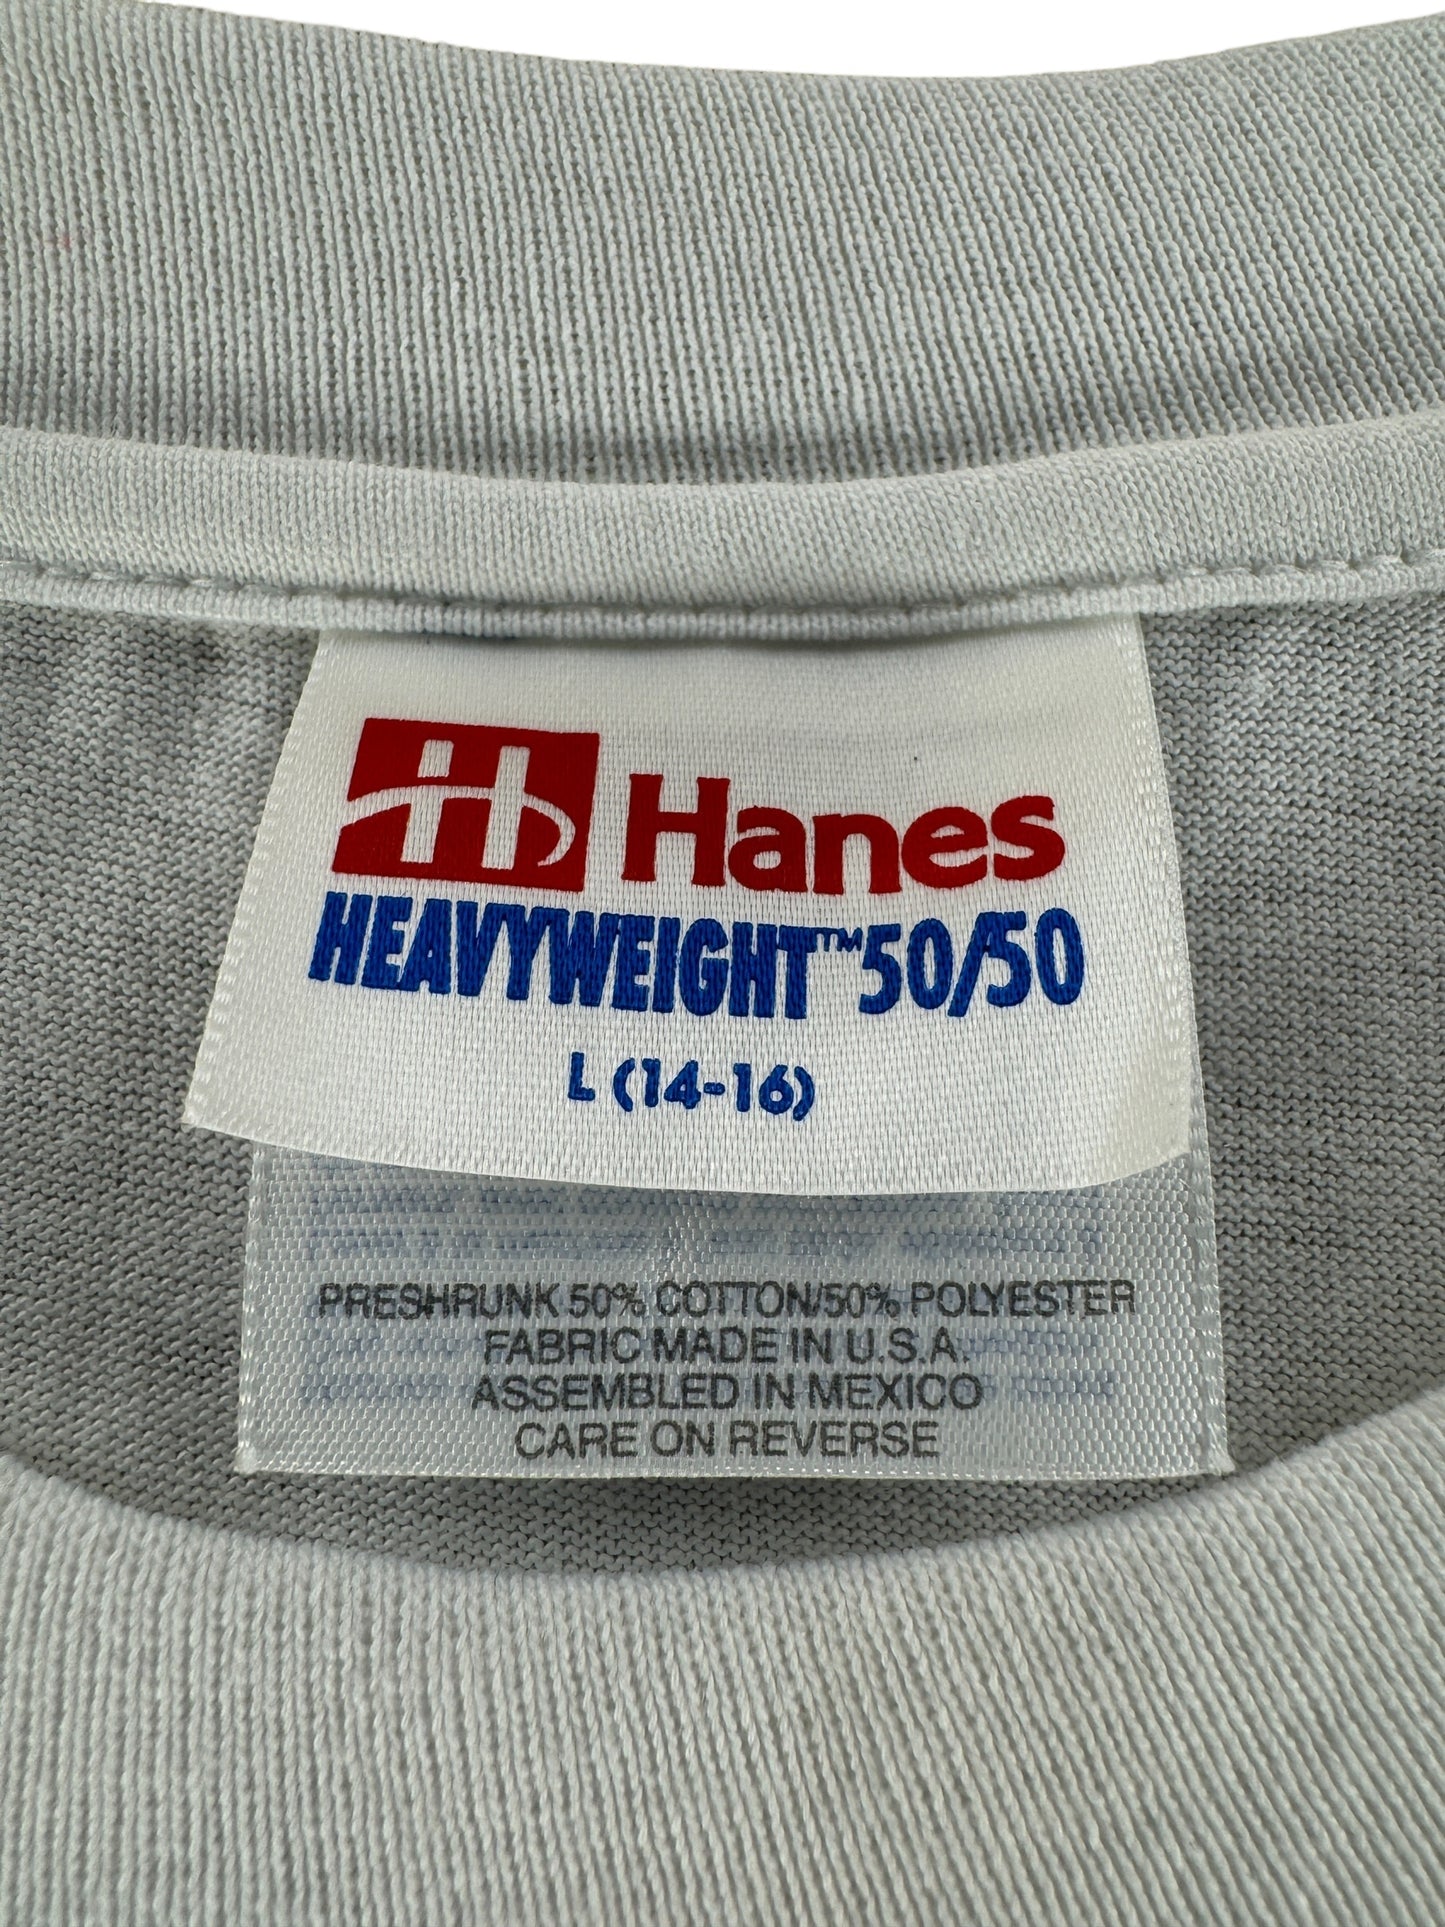 Hanes
HEAVYWEIGHT™50/50
L (14-16)
PRESHRUNK 50% COTTON/50% POLYESTER
FABRIC MADE IN U.S.A.
ASSEMBLED IN MEXICO
CARE ON REVERSE